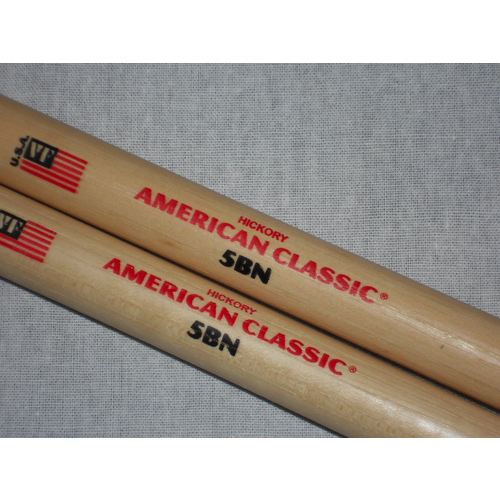 U.S.A.
VF
HICKORY
AMERICAN CLASSIC®
5BN
VF
HICKORY
AMERICAN CLASSIC®
5BN